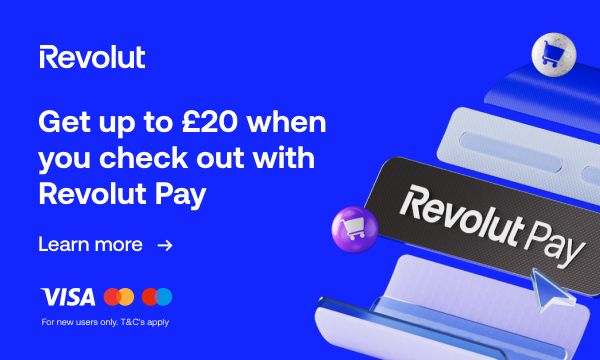 Revolut
Get up to £20 when
you check out with
Revolut Pay
Learn more →
VISA
For new users only. T&C's apply
Revolut Pay